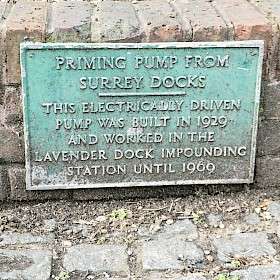 PRIMING PUMP FROM
SURREY DOCKS
THIS ELECTRICALLY DRIVEN
PUMP WAS BUILT IN 1929
AND WORKED IN THE
LAVENDER DOCK IMPOUNDING
STATION UNTIL 1969